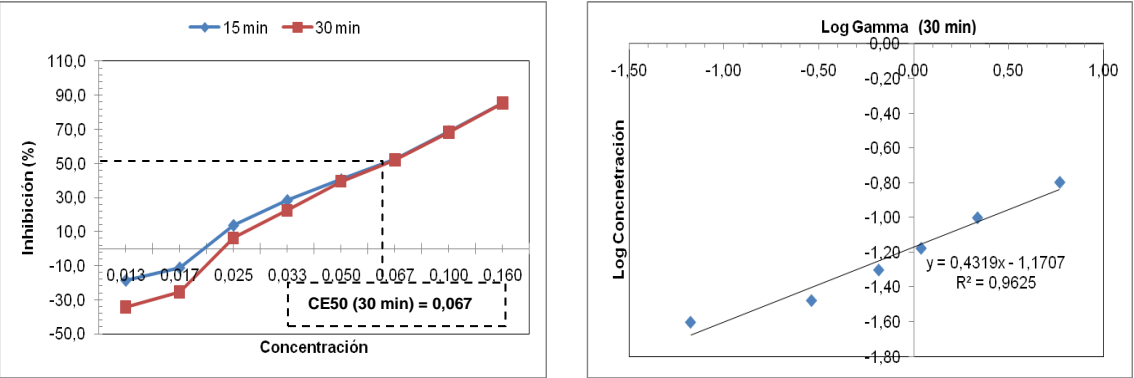 15 min
30 min
110,0
90,0
70,0
50,0
30,0
10,0
-10,0
-30,0
-50,0
Inhibición (%)
0,013 0,017 0,025 0,033 0,050 0,067 0,100 0,160
CE50 (30 min) = 0,067
Concentración
Log Gamma (30 min)
-1,50 -1,00 -0,50 0,00 0,50 1,00
0,00
-0,20
-0,40
-0,60
-0,80
-1,00
-1,20
-1,40
-1,60
-1,80
Log Concnetración
y = 0,4319x - 1,1707
R² = 0,9625